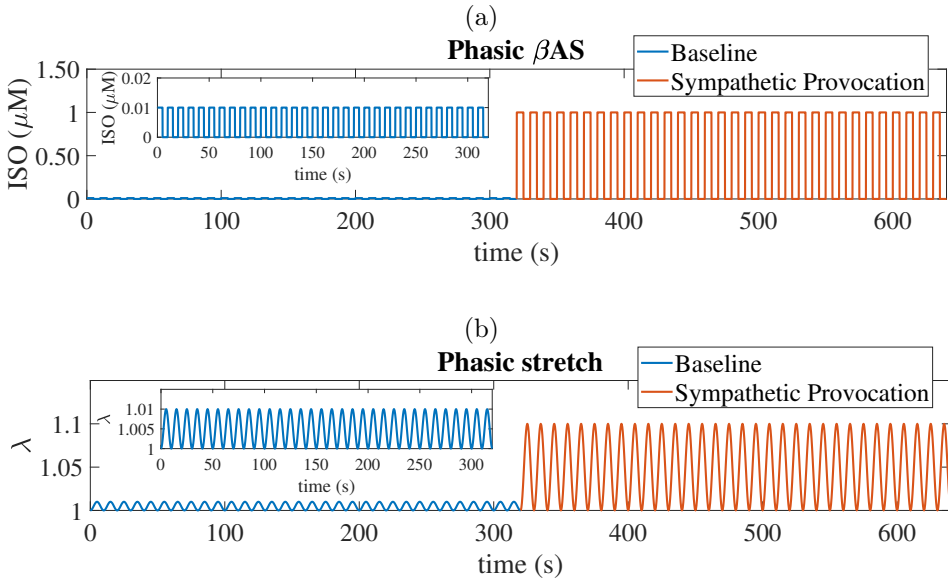 (a)
Phasic βAS
Baseline
Sympathetic Provocation
1.50
1
0.50
0
ISO (μM)
0.02
0.01
0
ISO (μM)
0 50 100 150 200 250 300
time (s)
0 100 200 300 400 500 600
time (s)
(b)
Phasic stretch
Baseline
Sympathetic Provocation
1.1
1.05
1
λ
1.01
1.005
1
λ
0 50 100 150 200 250 300
time (s)
0 100 200 300 400 500 600
time (s)